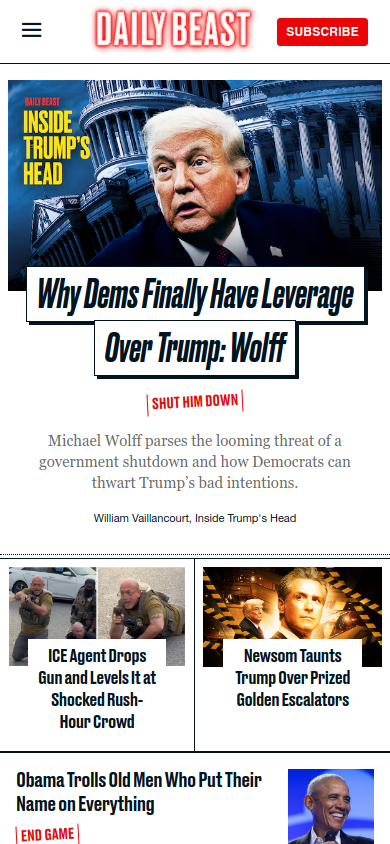 DAILY BEAST
SUBSCRIBE
DAILY BEAST
INSIDE
TRUMP'S
HEAD
Why Dems Finally Have Leverage
Over Trump: Wolff
SHUT HIM DOWN
Michael Wolff parses the looming threat of a
government shutdown and how Democrats can
thwart Trump’s bad intentions.
William Vaillancourt, Inside Trump's Head
ICE Agent Drops
Gun and Levels It at
Shocked Rush-
Hour Crowd
Newsom Taunts
Trump Over Prized
Golden Escalators
Obama Trolls Old Men Who Put Their
Name on Everything
END GAME